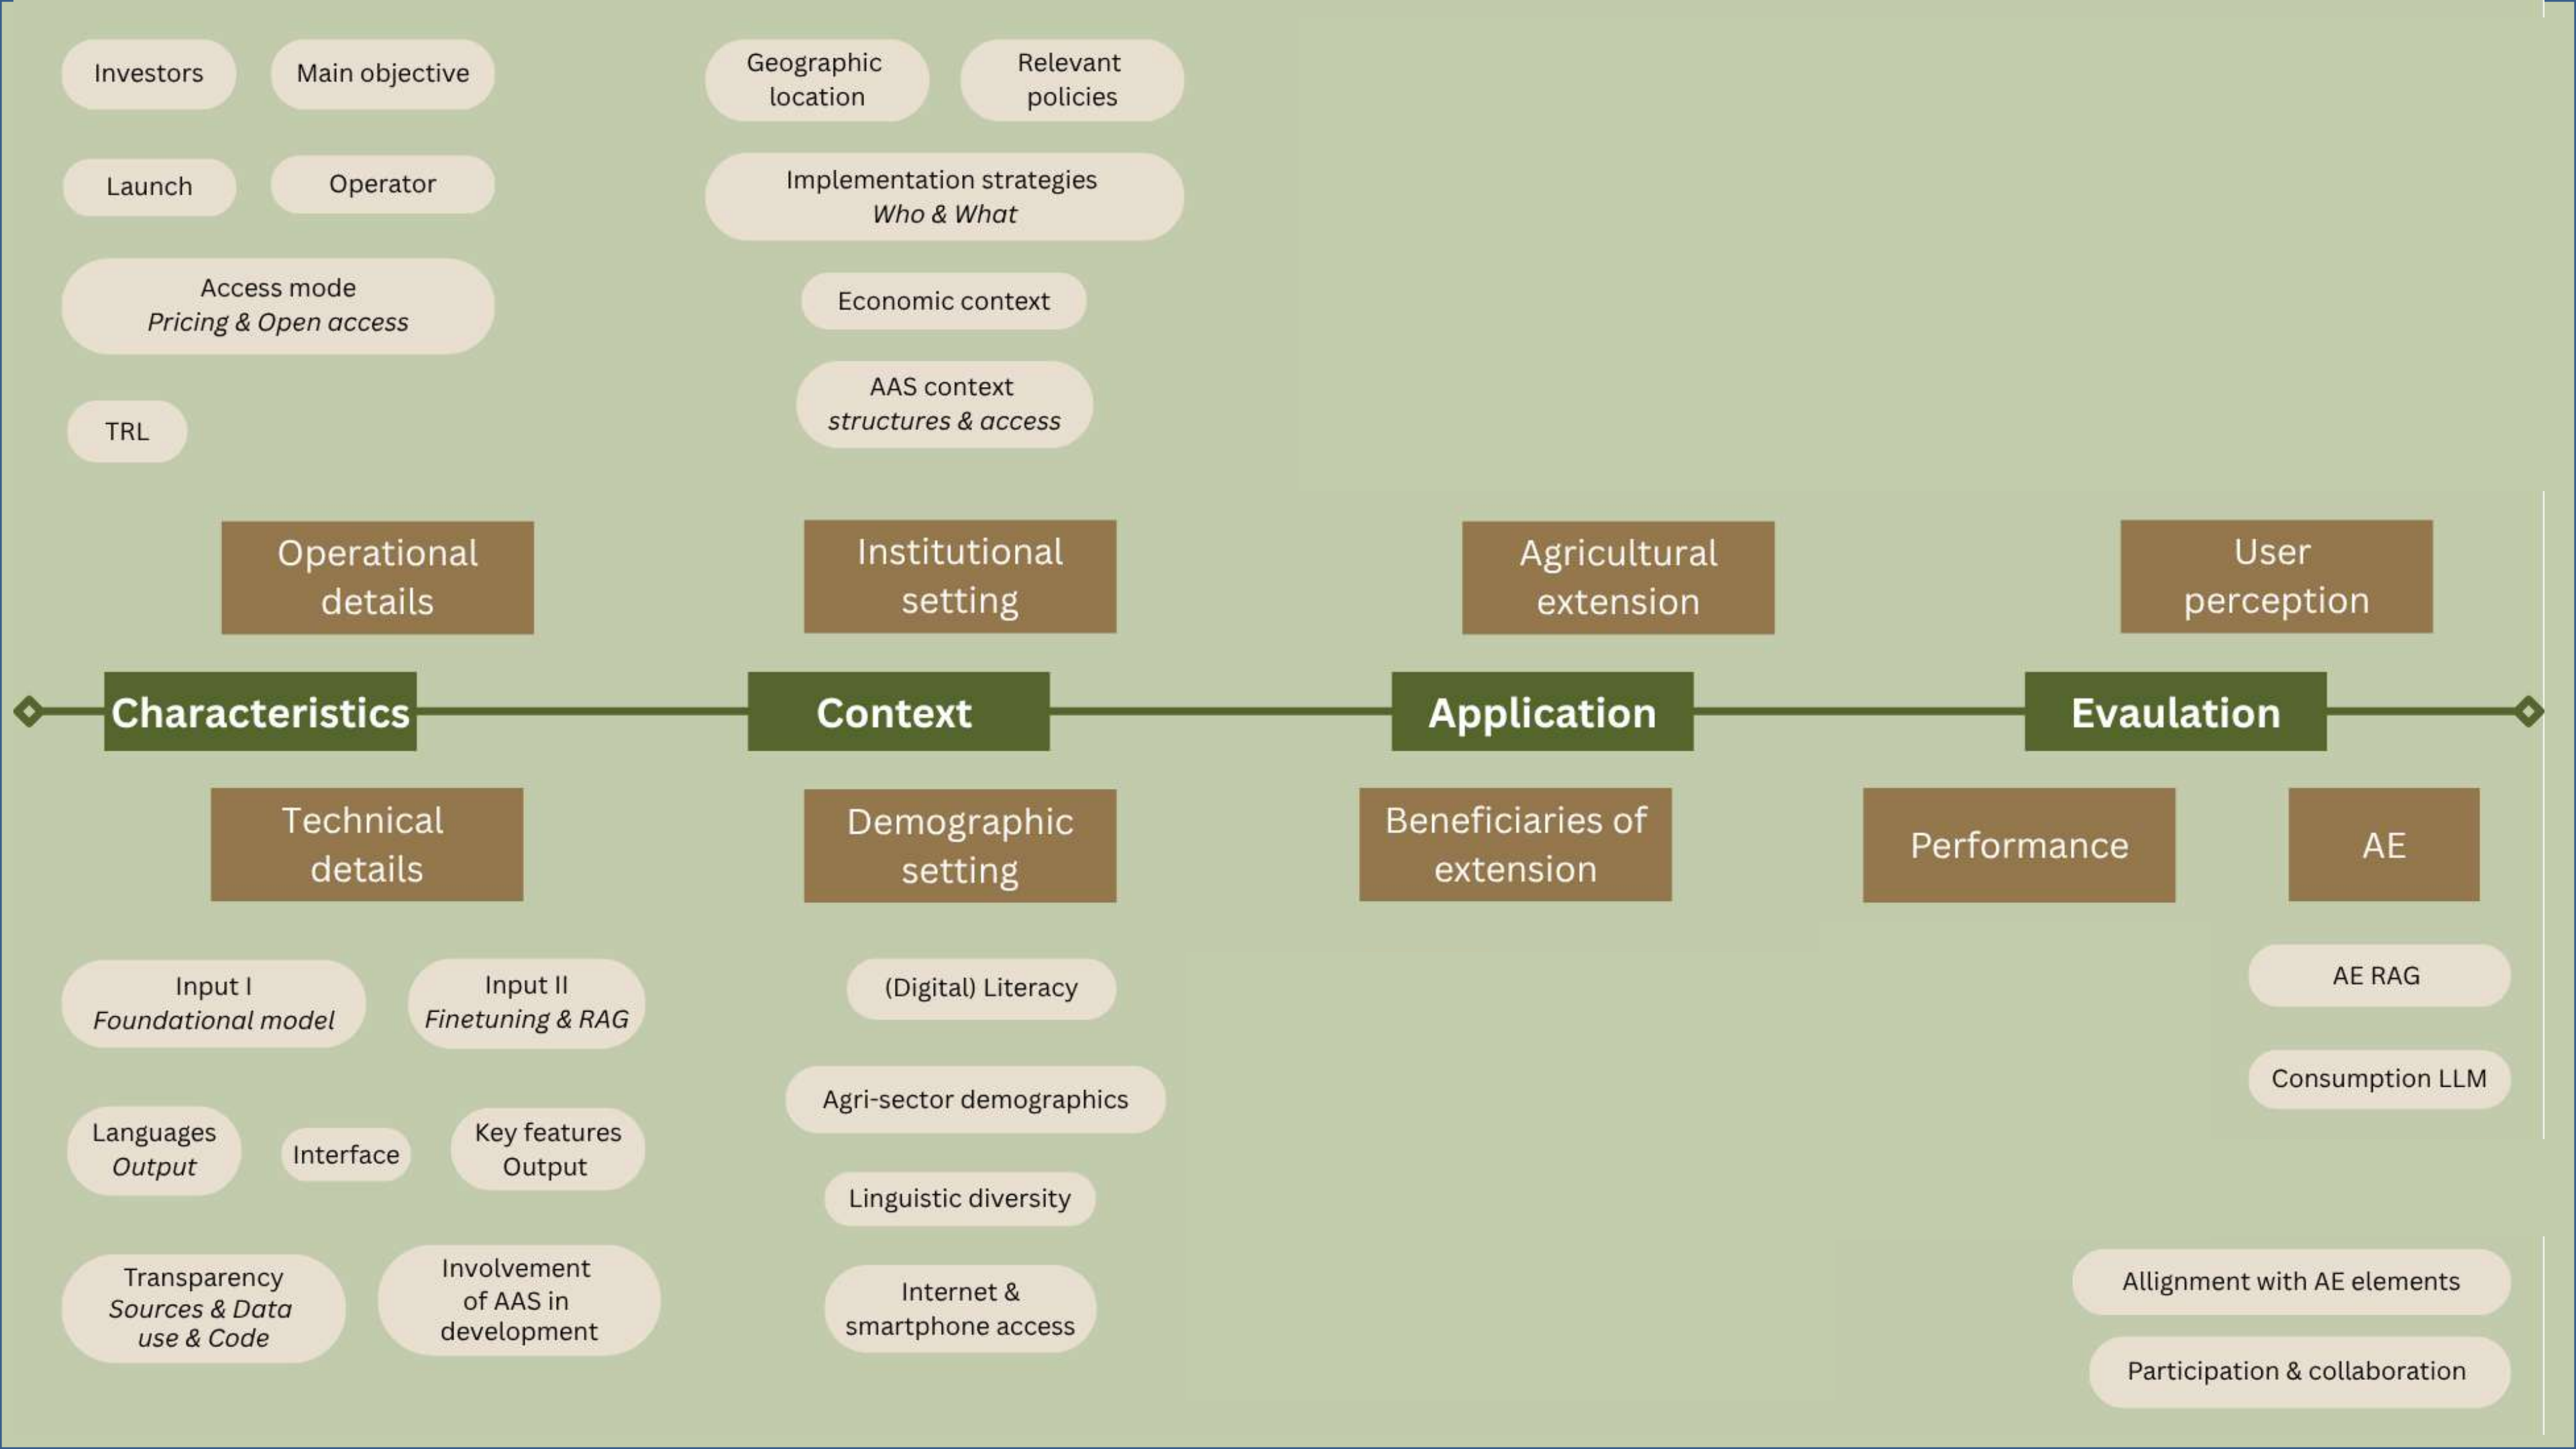 Investors
Main objective
Launch
Operator
Access mode
Pricing & Open access
TRL
Geographic
location
Relevant
policies
Implementation strategies
Who & What
Economic context
AAS context
structures & access
Operational
details
Institutional
setting
Agricultural
extension
User
perception
Characteristics
Context
Application
Evaulation
Technical
details
Demographic
setting
Beneficiaries of
extension
Performance
AE
Input I
Foundational model
Input II
Finetuning & RAG
Languages
Output
Interface
Key features
Output
Transparency
Sources & Data
use & Code
Involvement
of AAS in
development
(Digital) Literacy
Agri-sector demographics
Linguistic diversity
Internet &
smartphone access
AE RAG
Consumption LLM
Allignment with AE elements
Participation & collaboration